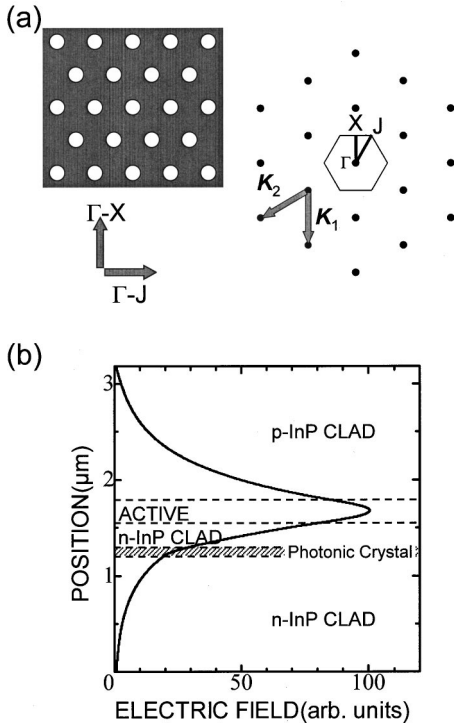 (a)
X
J
Γ
K₂
K₁
Γ-X
Γ-J
(b)
3
p-InP CLAD
2
ACTIVE
n-InP CLAD
Photonic Crystal
1
n-InP CLAD
0
50
100
POSITION(μm)
ELECTRIC FIELD(arb. units)